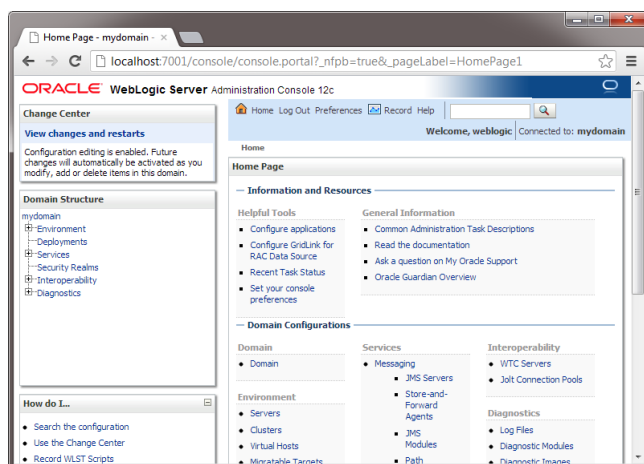 Home Page - mydomain -
localhost:7001/console/console.portal?_nfpb=true&_pageLabel=HomePage1
ORACLE WebLogic Server Administration Console 12c
Change Center
View changes and restarts
Configuration editing is enabled. Future
changes will automatically be activated as you
modify, add or delete items in this domain.
Domain Structure
mydomain
Environment
Deployments
Services
Security Realms
Interoperability
Diagnostics
How do I...
Search the configuration
Use the Change Center
Record WLST Scripts
Home Log Out Preferences Record Help
Welcome, weblogic Connected to: mydomain
Home
Home Page
Information and Resources
Helpful Tools
Configure applications
Configure GridLink for
RAC Data Source
Recent Task Status
Set your console
preferences
General Information
Common Administration Task Descriptions
Read the documentation
Ask a question on My Oracle Support
Oracle Guardian Overview
Domain Configurations
Domain
Domain
Environment
Servers
Clusters
Virtual Hosts
Migratable Targets
Services
Messaging
JMS Servers
Store-and-
Forward
Agents
JMS
Modules
Path
Interoperability
WTC Servers
Jolt Connection Pools
Diagnostics
Log Files
Diagnostic Modules
Diagnostic Images